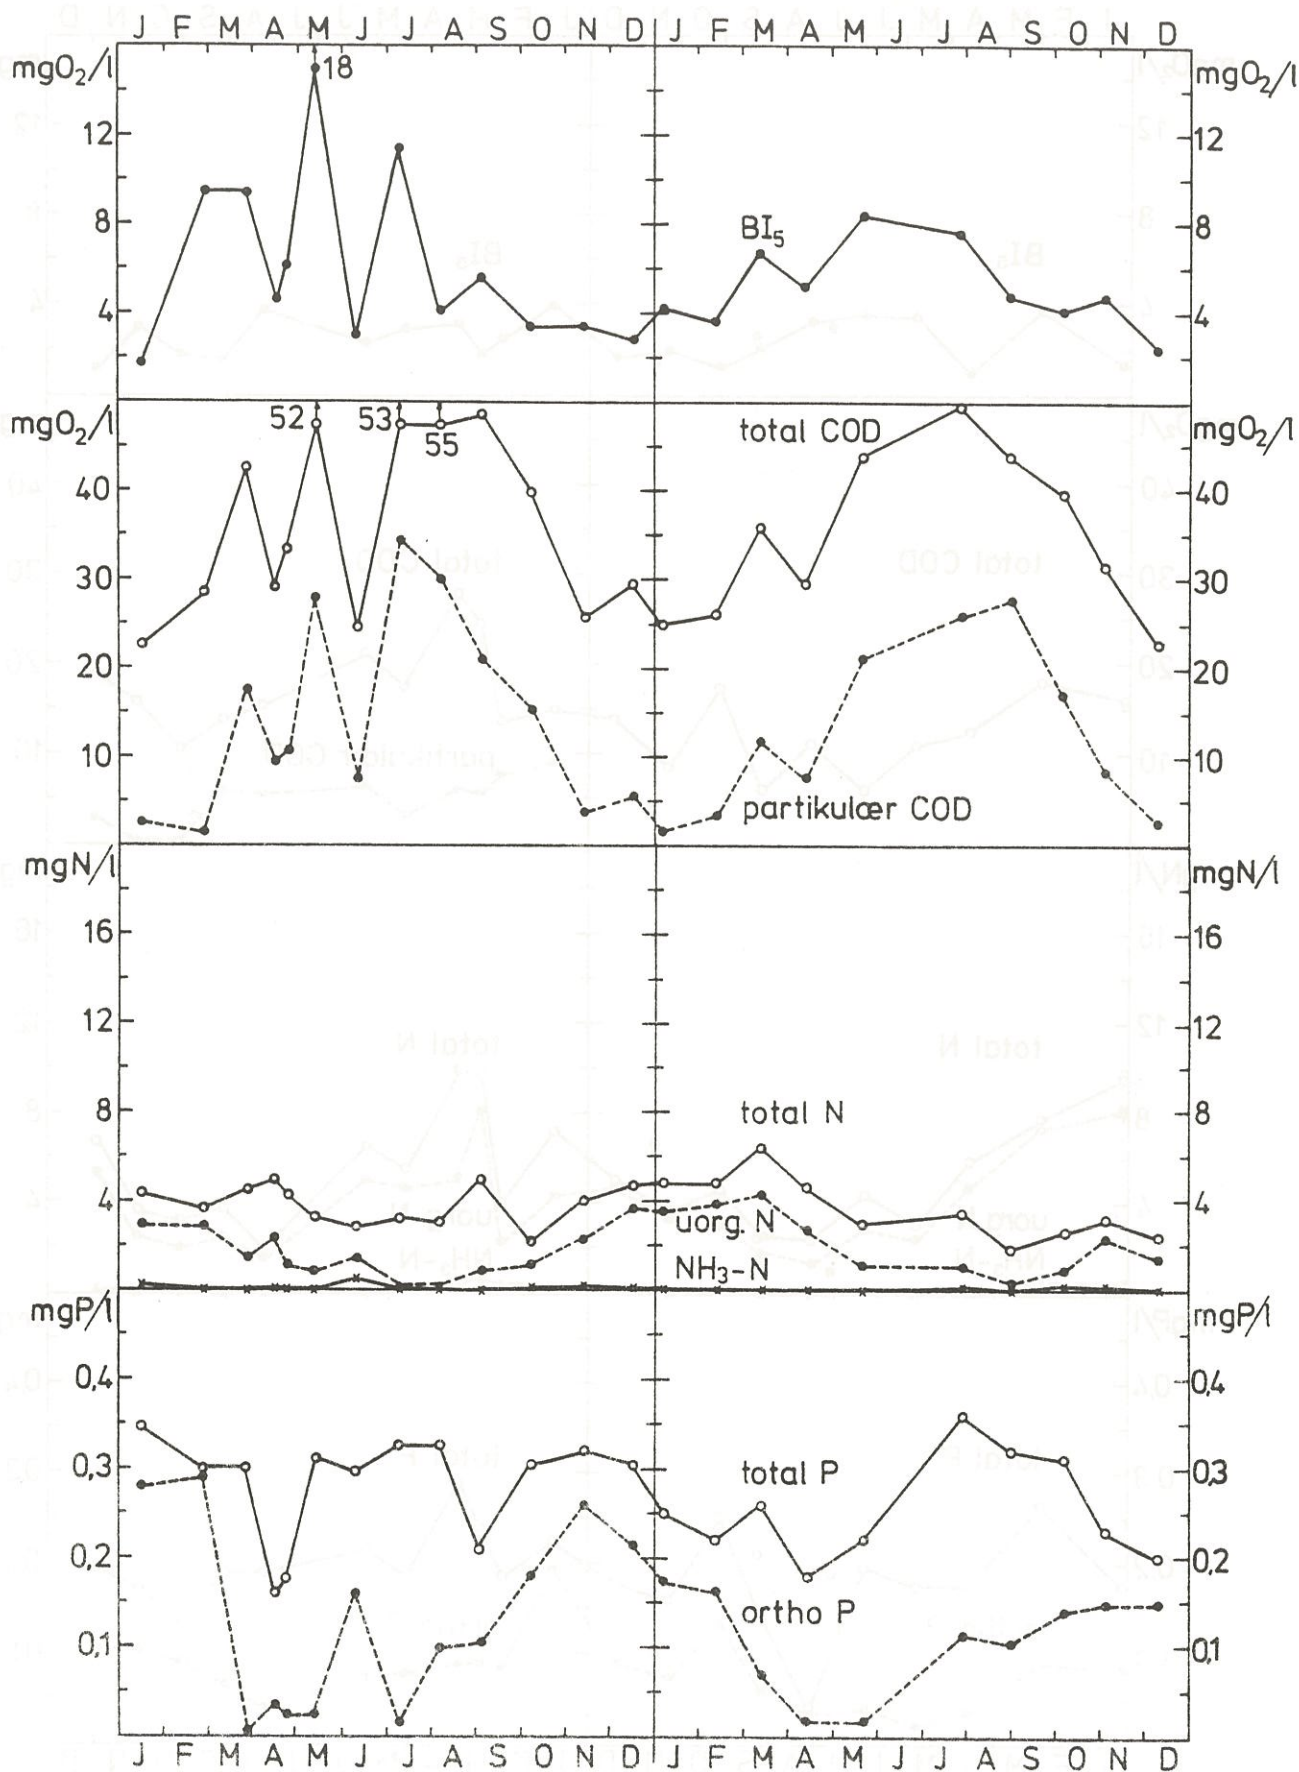 J F M A M J J A S O N D J F M A M J J A S O N D
mgO₂/l mgO₂/l
18
12 12
8 BI₅ 8
4 4
mgO₂/l 52 53 55 total COD mgO₂/l
40 40
30 30
20 20
10 partikulær COD 10
mgN/l mgN/l
16 16
12 12
8 total N 8
4 uorg. N 4
NH₃-N
mgP/l mgP/l
0,4 0,4
0,3 total P 0,3
0,2 0,2
ortho P
0,1 0,1
J F M A M J J A S O N D J F M A M J J A S O N D